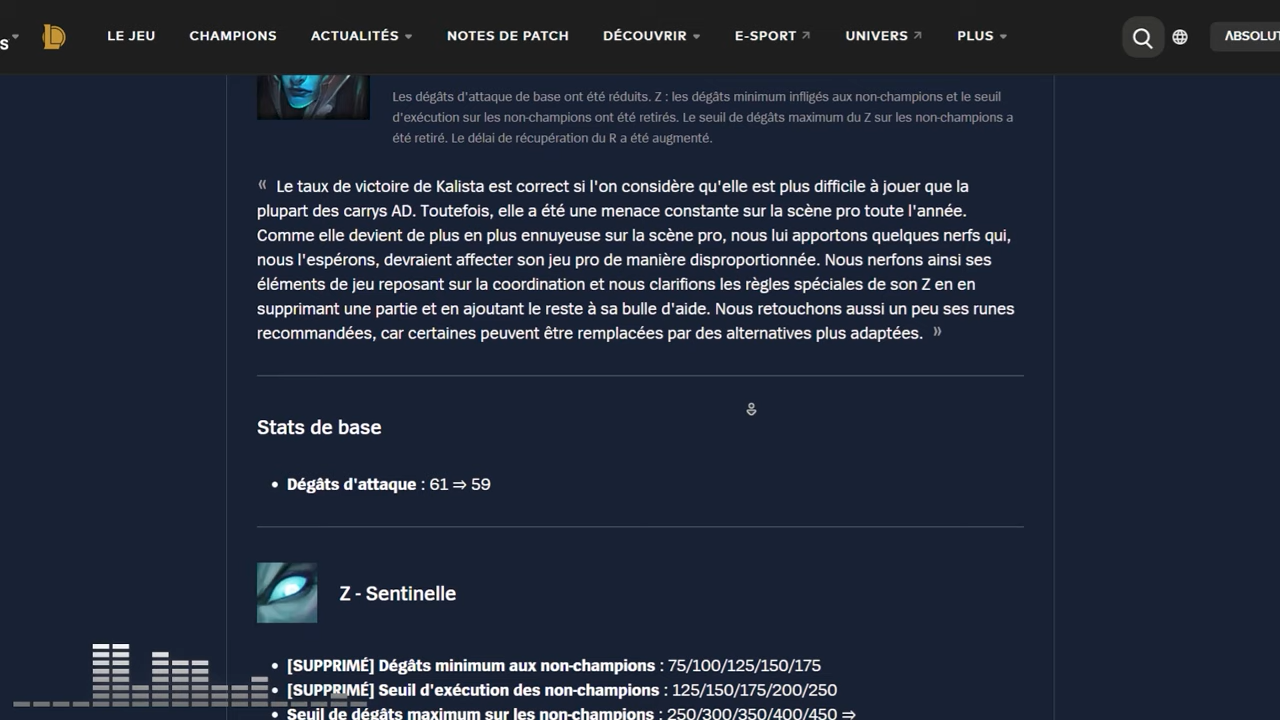 S
LE JEU CHAMPIONS ACTUALITÉS NOTES DE PATCH DÉCOUVRIR E-SPORT UNIVERS PLUS ABSOLUT
Les dégâts d'attaque de base ont été réduits. Z : les dégâts minimum infligés aux non-champions et le seuil
d'exécution sur les non-champions ont été retirés. Le seuil de dégâts maximum du Z sur les non-champions a
été retiré. Le délai de récupération du R a été augmenté.
« Le taux de victoire de Kalista est correct si l'on considère qu'elle est plus difficile à jouer que la
plupart des carrys AD. Toutefois, elle a été une menace constante sur la scène pro toute l'année.
Comme elle devient de plus en plus ennuyeuse sur la scène pro, nous lui apportons quelques nerfs qui,
nous l'espérons, devraient affecter son jeu pro de manière disproportionnée. Nous nerfons ainsi ses
éléments de jeu reposant sur la coordination et nous clarifions les règles spéciales de son Z en en
supprimant une partie et en ajoutant le reste à sa bulle d'aide. Nous retouchons aussi un peu ses runes
recommandées, car certaines peuvent être remplacées par des alternatives plus adaptées. »
Stats de base
• Dégâts d'attaque : 61 ⇒ 59
Z - Sentinelle
• [SUPPRIMÉ] Dégâts minimum aux non-champions : 75/100/125/150/175
• [SUPPRIMÉ] Seuil d'exécution des non-champions : 125/150/175/200/250
• Seuil de dégâts maximum sur les non-champions : 250/300/350/400/450 ⇒